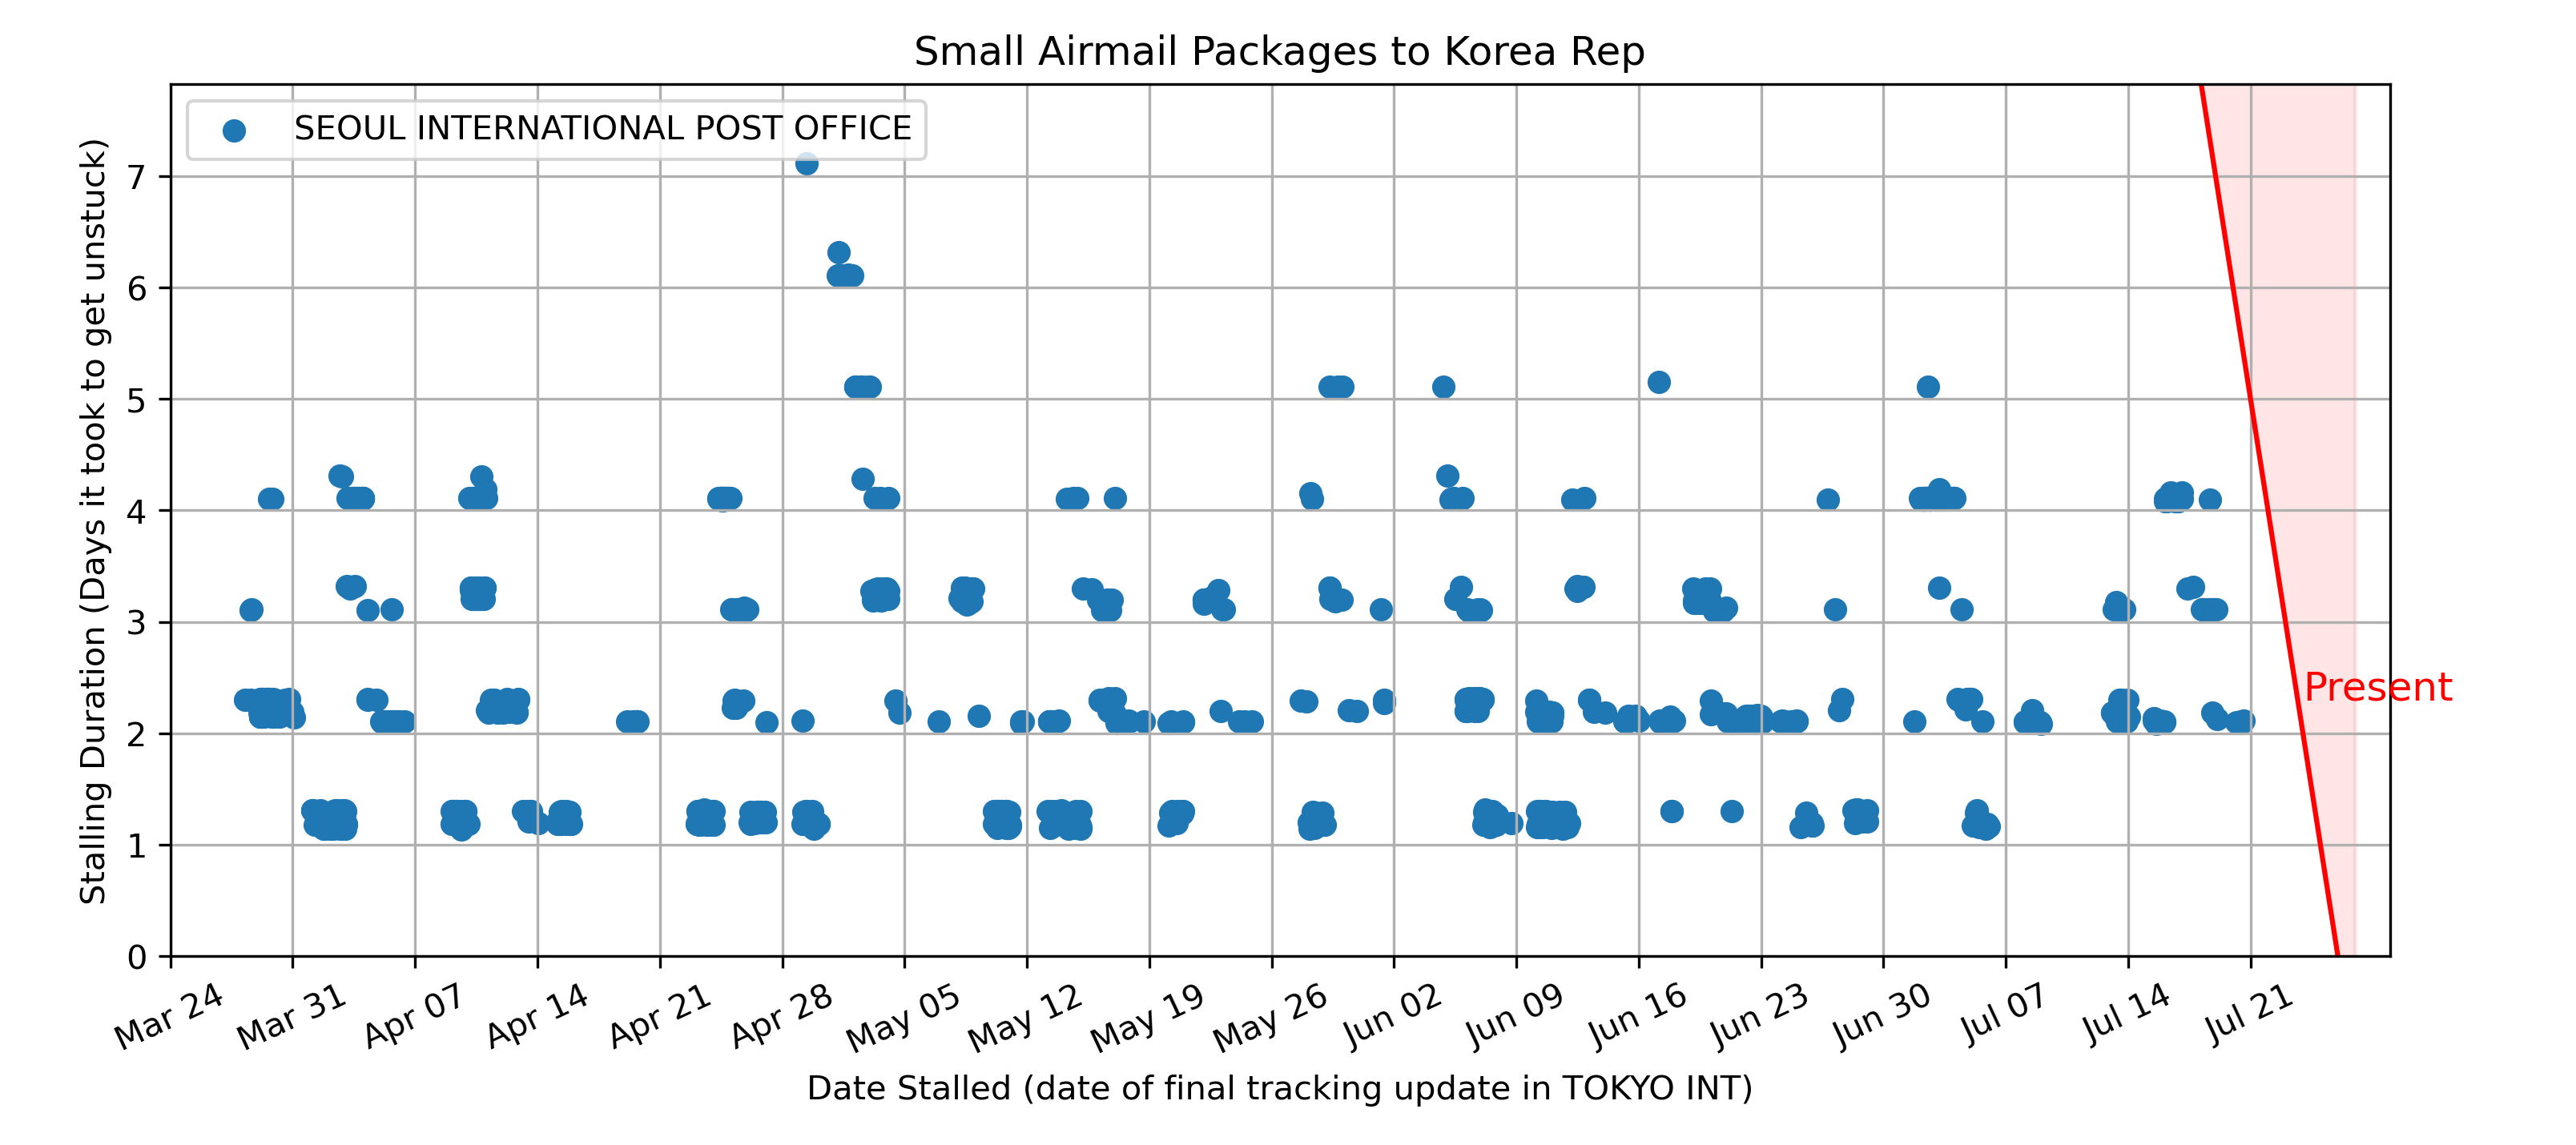 Small Airmail Packages to Korea Rep
SEOUL INTERNATIONAL POST OFFICE
Stalling Duration (Days it took to get unstuck)
7
6
5
4
3
2
1
0
Present
Mar 24
Mar 31
Apr 07
Apr 14
Apr 21
Apr 28
May 05
May 12
May 19
May 26
Jun 02
Jun 09
Jun 16
Jun 23
Jun 30
Jul 07
Jul 14
Jul 21
Date Stalled (date of final tracking update in TOKYO INT)